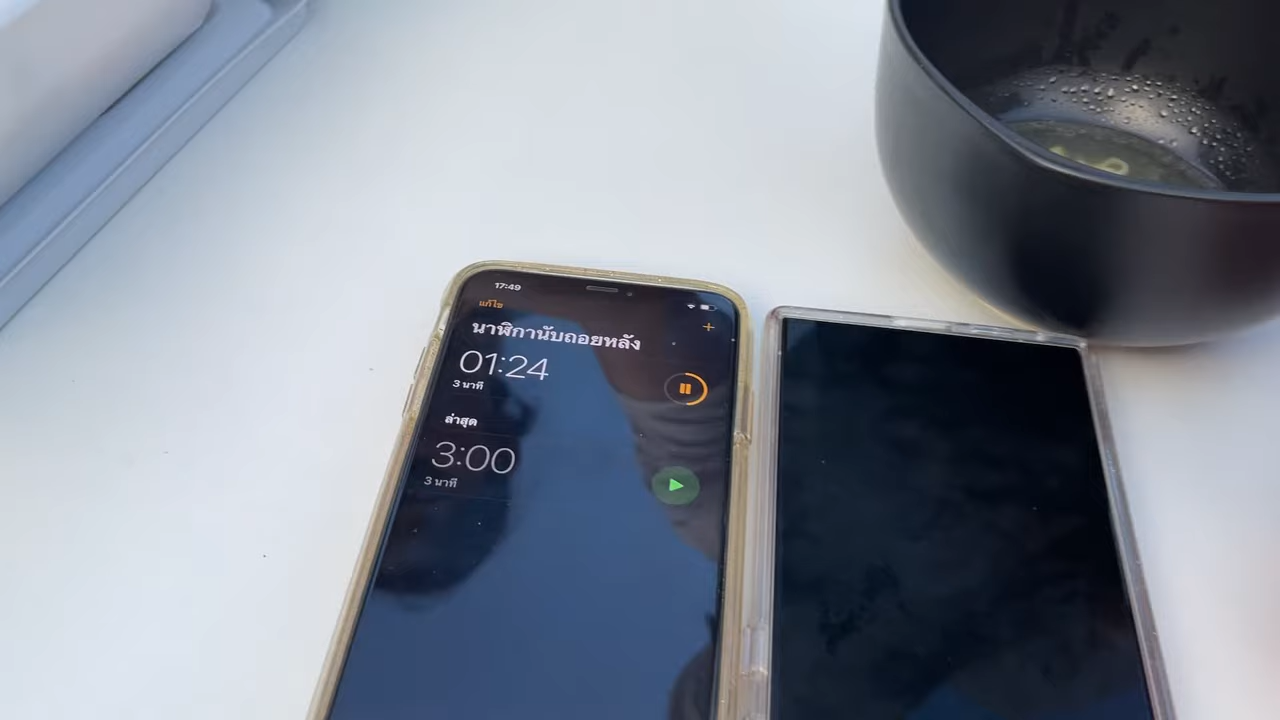 17:49
แก้ไข
+
นาฬิกานับถอยหลัง
01:24
3 นาที
ล่าสุด
3:00
3 นาที